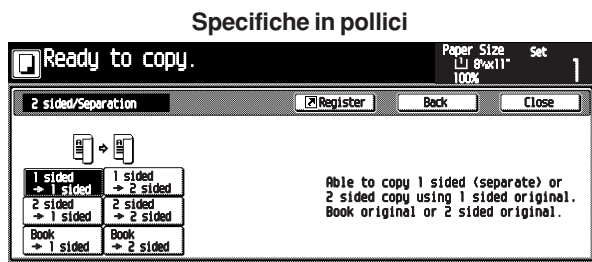 Specifiche in pollici
Ready to copy.
Paper Size
8½x11"
100%
Set
1
2 sided/Separation
Register
Back
Close
1 sided
➔ 1 sided
1 sided
➔ 2 sided
2 sided
➔ 1 sided
2 sided
➔ 2 sided
Book
➔ 1 sided
Book
➔ 2 sided
Able to copy 1 sided (separate) or
2 sided copy using 1 sided original.
Book original or 2 sided original.